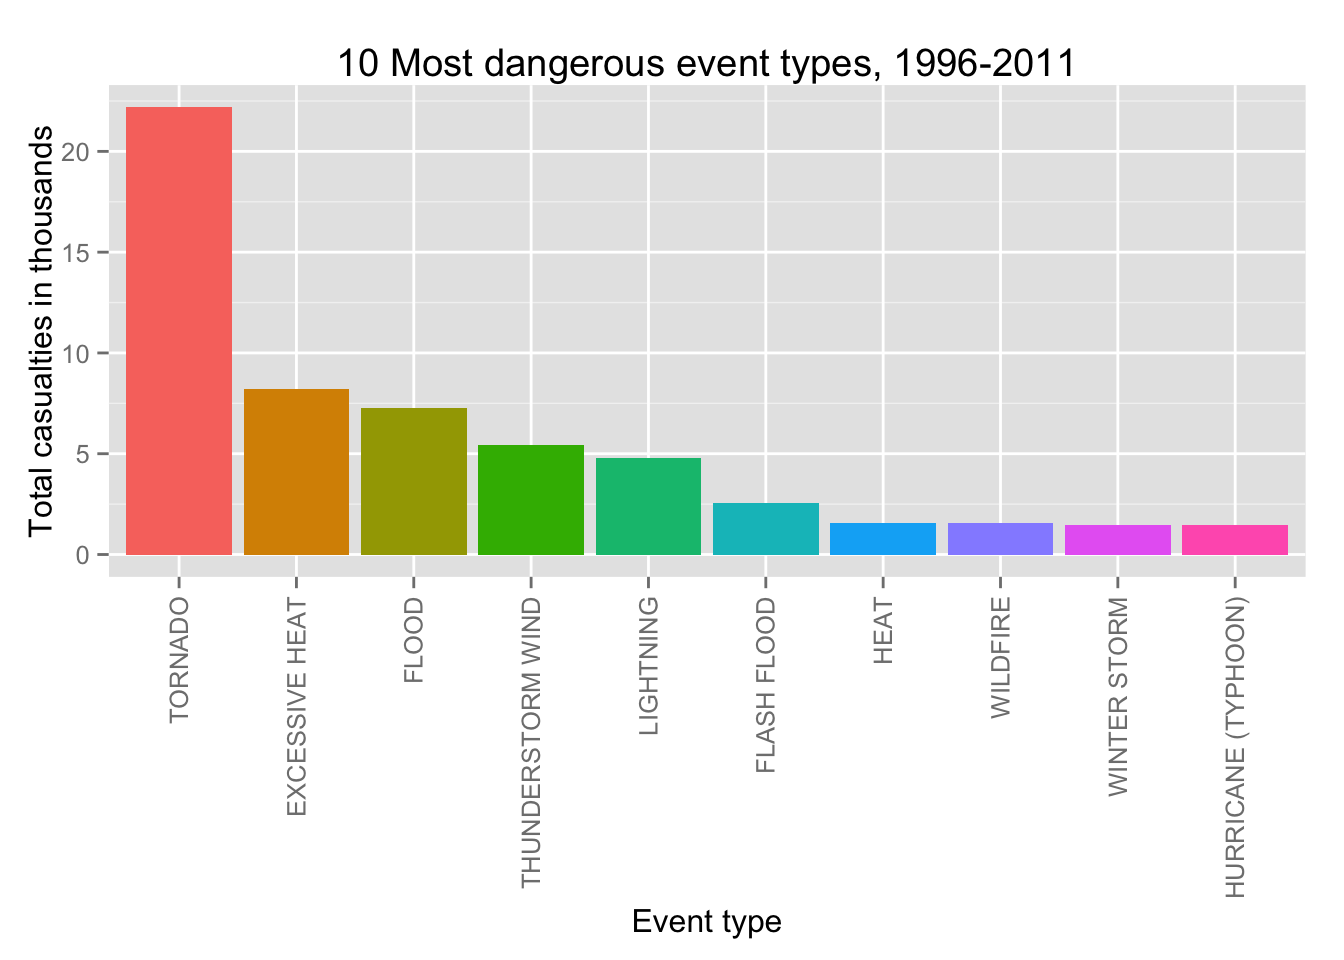 10 Most dangerous event types, 1996-2011
Total casualties in thousands
20
15
10
5
0
TORNADO
EXCESSIVE HEAT
FLOOD
THUNDERSTORM WIND
LIGHTNING
FLASH FLOOD
HEAT
WILDFIRE
WINTER STORM
HURRICANE (TYPHOON)
Event type